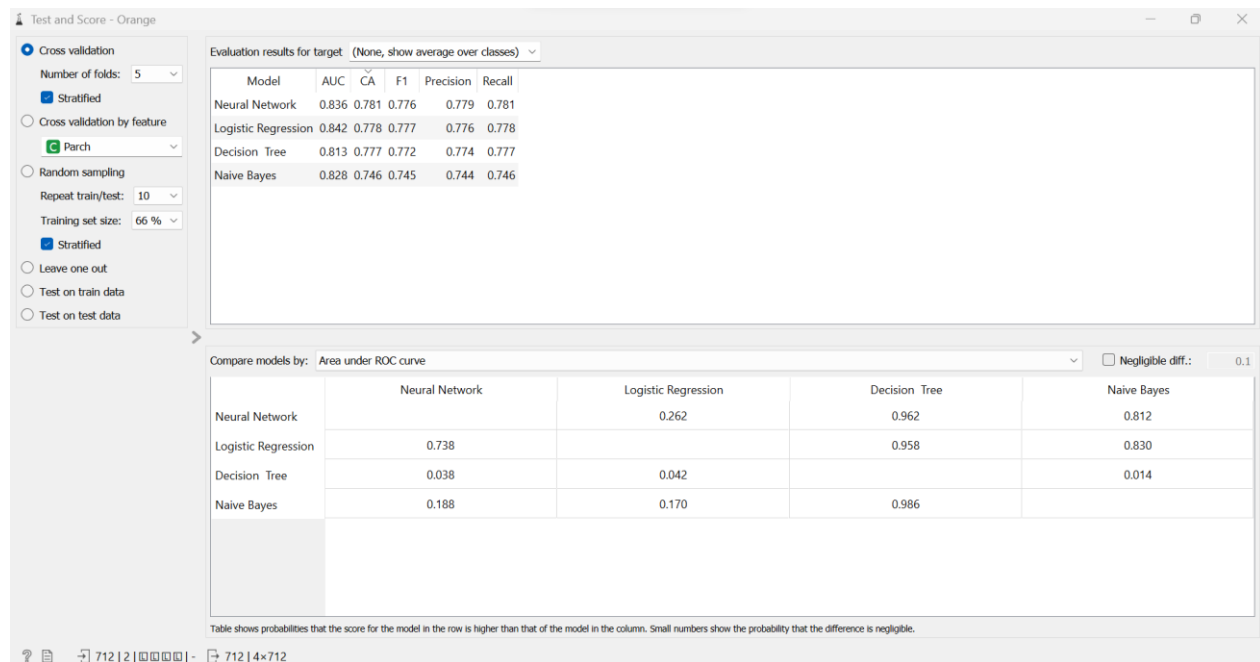 Test and Score - Orange
Cross validation
Number of folds: 5
Stratified
Cross validation by feature
C Parch
Random sampling
Repeat train/test: 10
Training set size: 66 %
Stratified
Leave one out
Test on train data
Test on test data
Evaluation results for target (None, show average over classes)
Model AUC CA F1 Precision Recall
Neural Network 0.836 0.781 0.776 0.779 0.781
Logistic Regression 0.842 0.778 0.777 0.776 0.778
Decision Tree 0.813 0.777 0.772 0.774 0.777
Naive Bayes 0.828 0.746 0.745 0.744 0.746
Compare models by: Area under ROC curve Negligible diff.: 0.1
Neural Network Logistic Regression Decision Tree Naive Bayes
Neural Network 0.262 0.962 0.812
Logistic Regression 0.738 0.958 0.830
Decision Tree 0.038 0.042 0.014
Naive Bayes 0.188 0.170 0.986
Table shows probabilities that the score for the model in the row is higher than that of the model in the column. Small numbers show the probability that the difference is negligible.
? 712 | 2 | | - 712 | 4×712